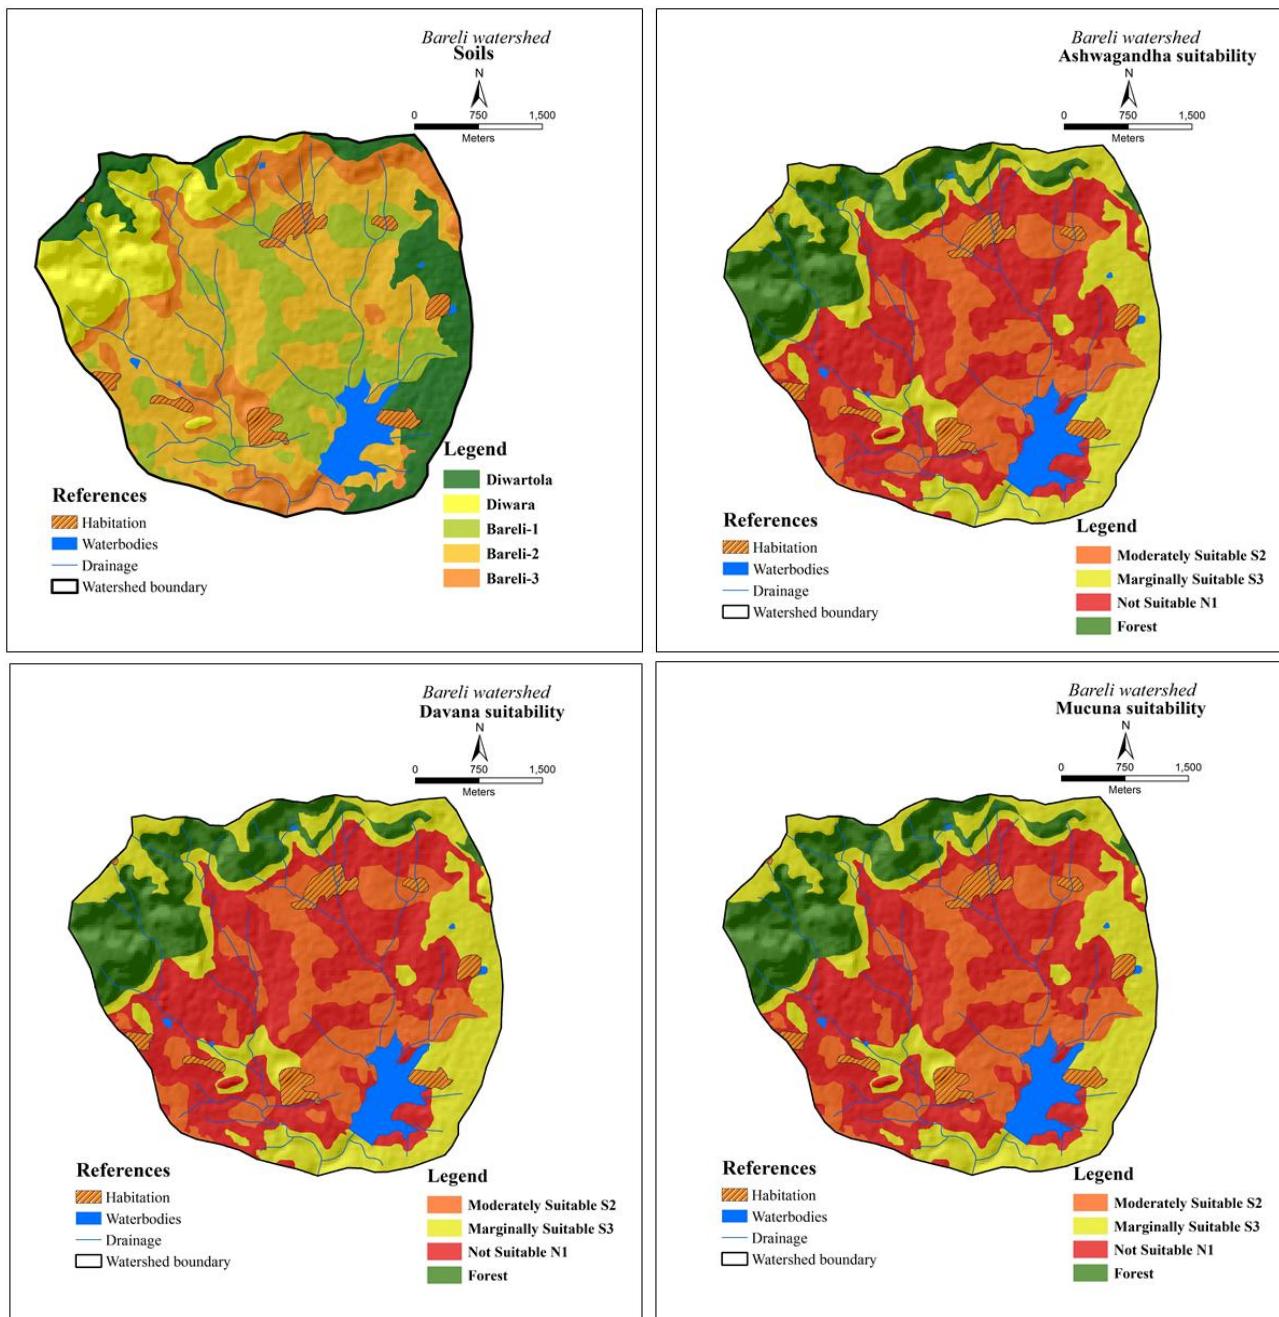 Bareli watershed
Soils
N
0 750 1,500
Meters
References
Habitation
Waterbodies
Drainage
Watershed boundary
Legend
Diwartola
Diwara
Bareli-1
Bareli-2
Bareli-3
Bareli watershed
Ashwagandha suitability
N
0 750 1,500
Meters
References
Habitation
Waterbodies
Drainage
Watershed boundary
Legend
Moderately Suitable S2
Marginally Suitable S3
Not Suitable N1
Forest
Bareli watershed
Davana suitability
N
0 750 1,500
Meters
References
Habitation
Waterbodies
Drainage
Watershed boundary
Legend
Moderately Suitable S2
Marginally Suitable S3
Not Suitable N1
Forest
Bareli watershed
Mucuna suitability
N
0 750 1,500
Meters
References
Habitation
Waterbodies
Drainage
Watershed boundary
Legend
Moderately Suitable S2
Marginally Suitable S3
Not Suitable N1
Forest